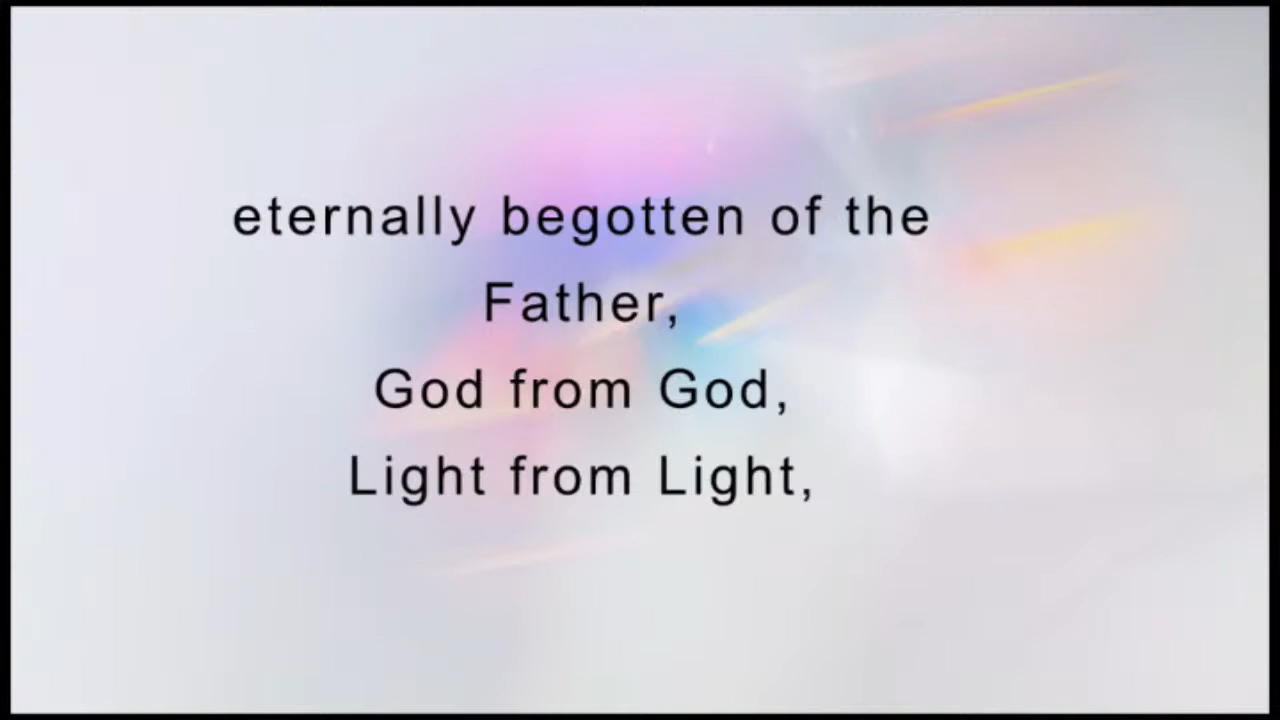 eternally begotten of the
Father,
God from God,
Light from Light,